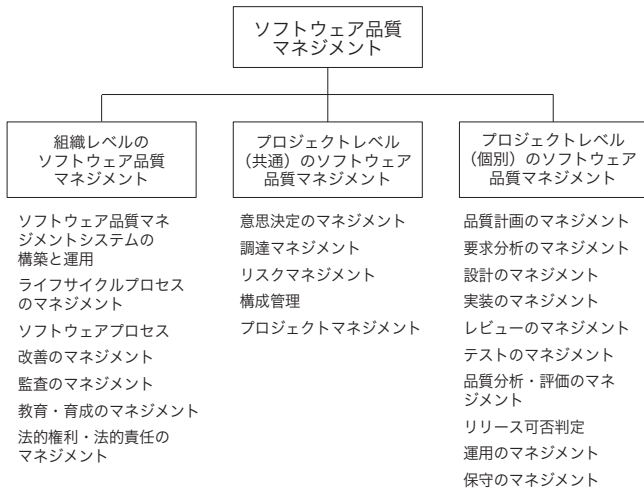 ソフトウェア品質
マネジメント
組織レベルの
ソフトウェア品質
マネジメント
ソフトウェア品質マネ
ジメントシステムの
構築と運用
ライフサイクルプロセス
のマネジメント
ソフトウェアプロセス
改善のマネジメント
監査のマネジメント
教育・育成のマネジメント
法的権利・法的責任の
マネジメント
プロジェクトレベル
（共通）のソフトウェア
品質マネジメント
意思決定のマネジメント
調達マネジメント
リスクマネジメント
構成管理
プロジェクトマネジメント
プロジェクトレベル
（個別）のソフトウェア
品質マネジメント
品質計画のマネジメント
要求分析のマネジメント
設計のマネジメント
実装のマネジメント
レビューのマネジメント
テストのマネジメント
品質分析・評価のマネ
ジメント
リリース可否判定
運用のマネジメント
保守のマネジメント